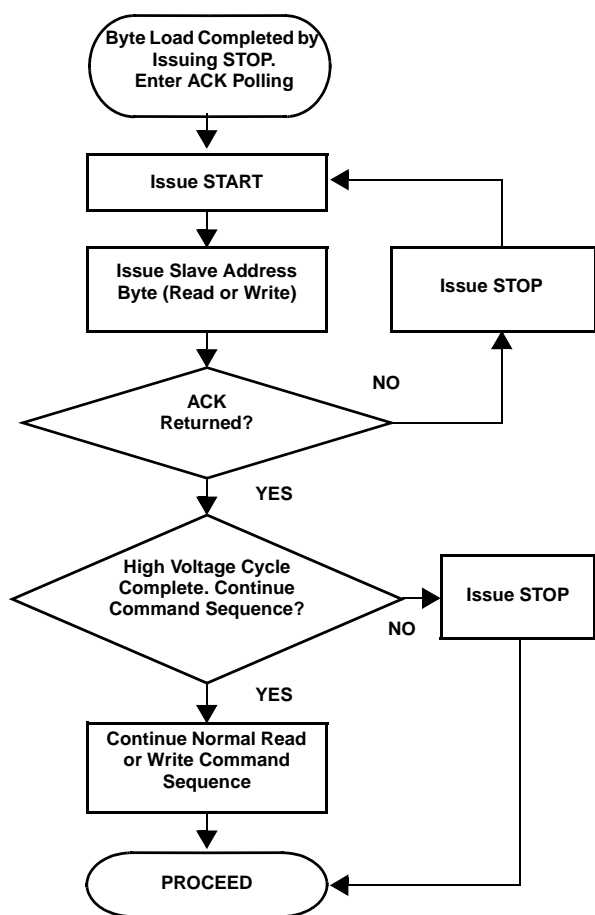 Byte Load Completed by
Issuing STOP.
Enter ACK Polling
Issue START
Issue Slave Address
Byte (Read or Write)
Issue STOP
NO
ACK
Returned?
YES
High Voltage Cycle
Complete. Continue
Command Sequence?
Issue STOP
NO
YES
Continue Normal Read
or Write Command
Sequence
PROCEED